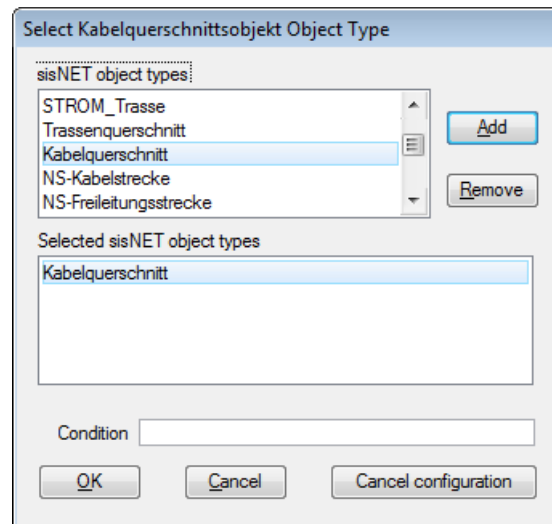 Select Kabelquerschnittsobjekt Object Type
sisNET object types
STROM_Trasse
Trassenquerschnitt
Kabelquerschnitt
NS-Kabelstrecke
NS-Freileitungsstrecke
Add
Remove
Selected sisNET object types
Kabelquerschnitt
Condition
OK Cancel Cancel configuration